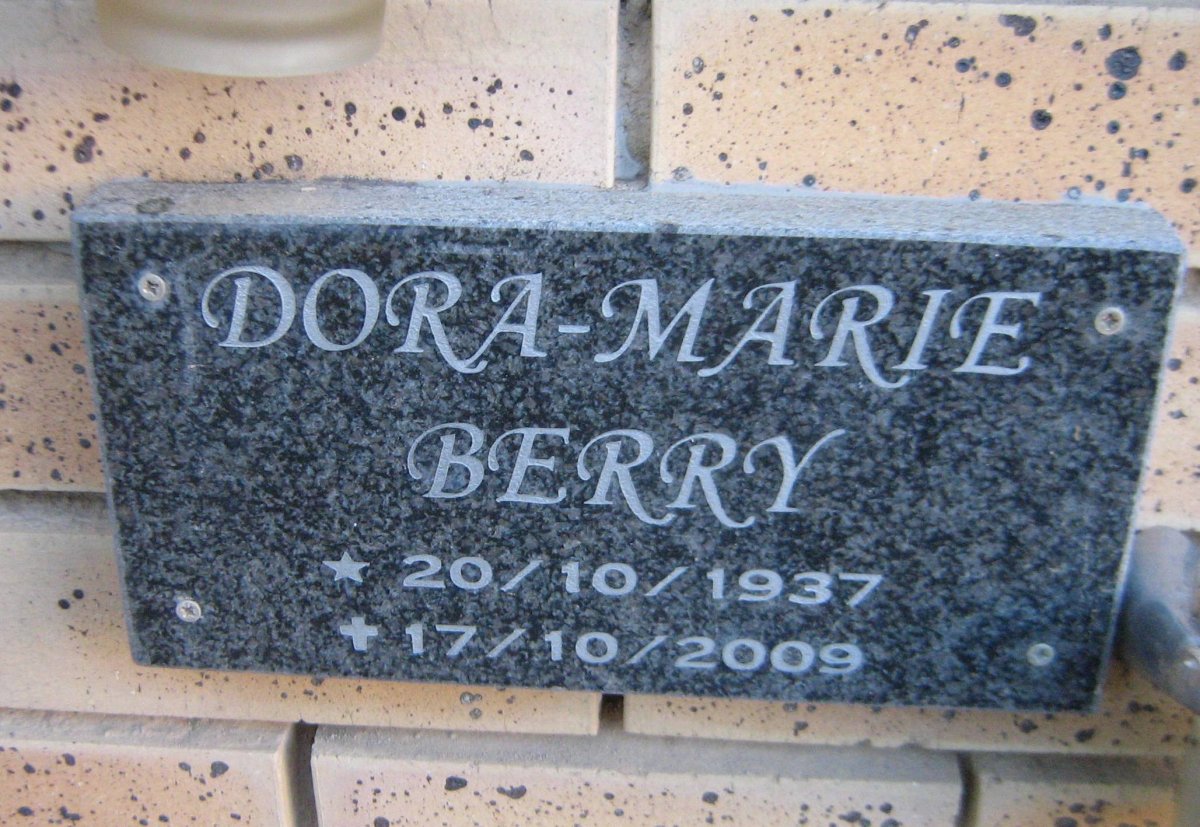 DORA-MARIE
BERRY
★ 20/10/1937
✝ 17/10/2009